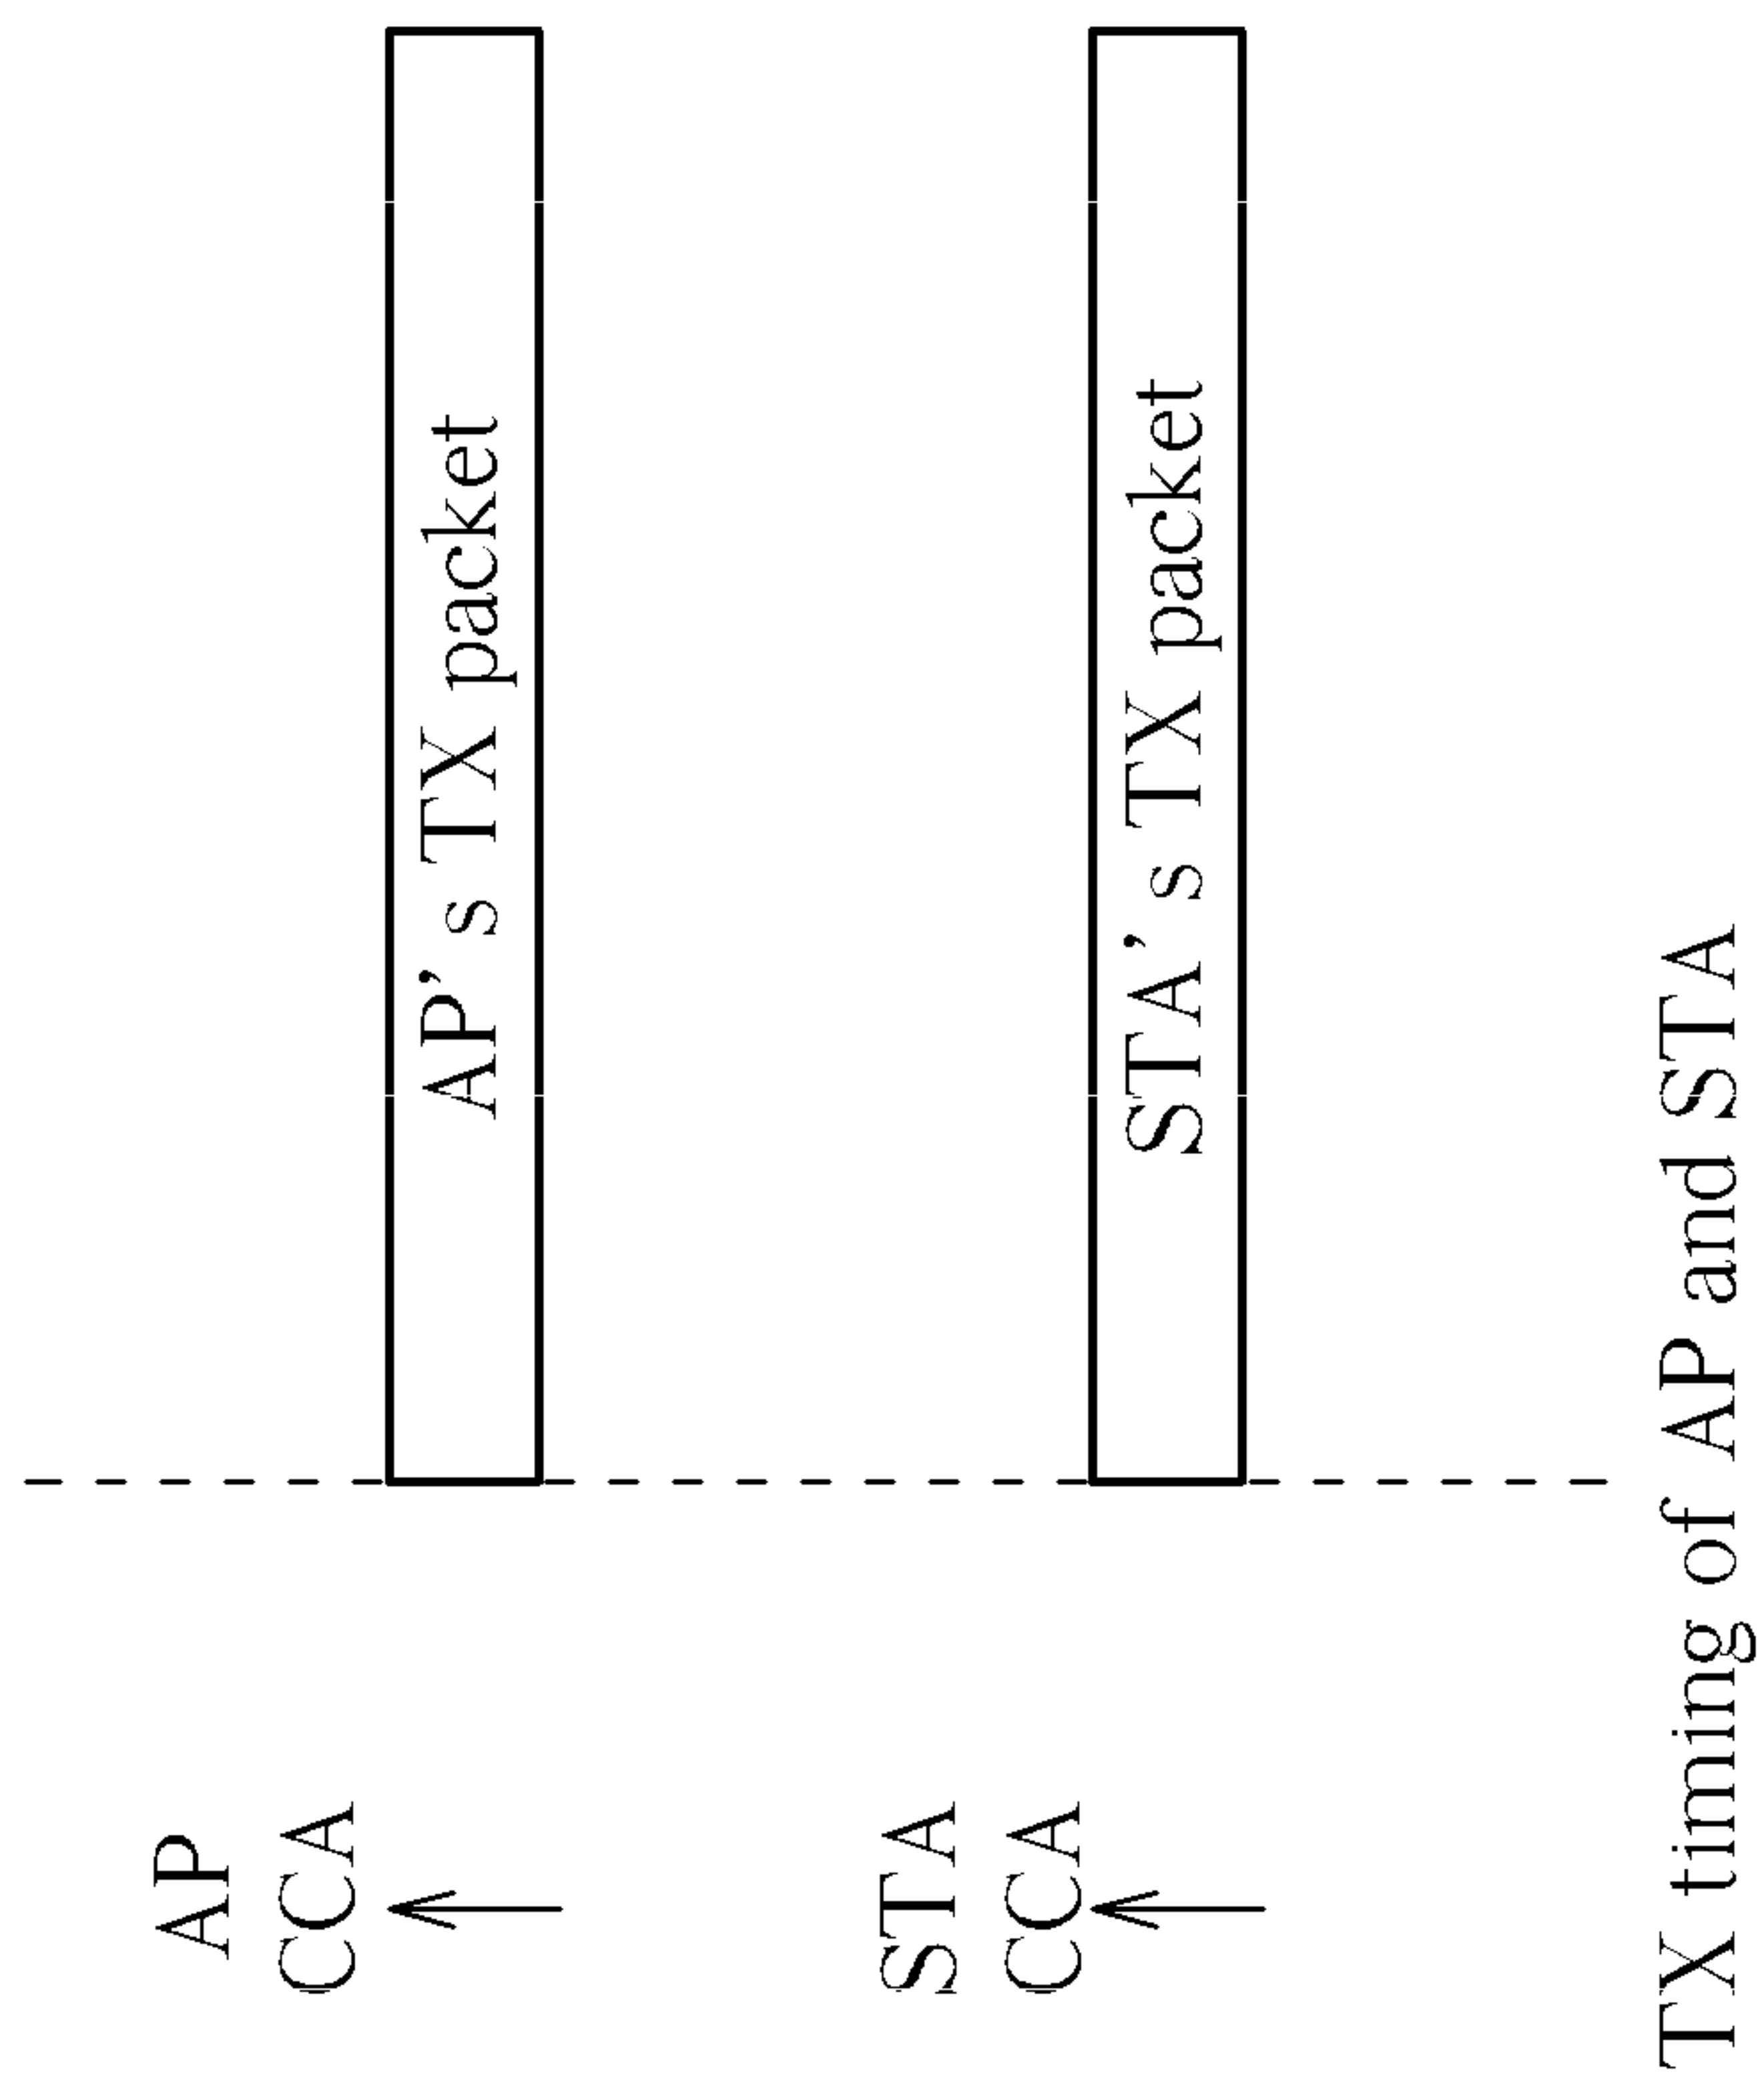 AP
CCA
AP's TX packet
STA
CCA
STA's TX packet
TX timing of AP and STA